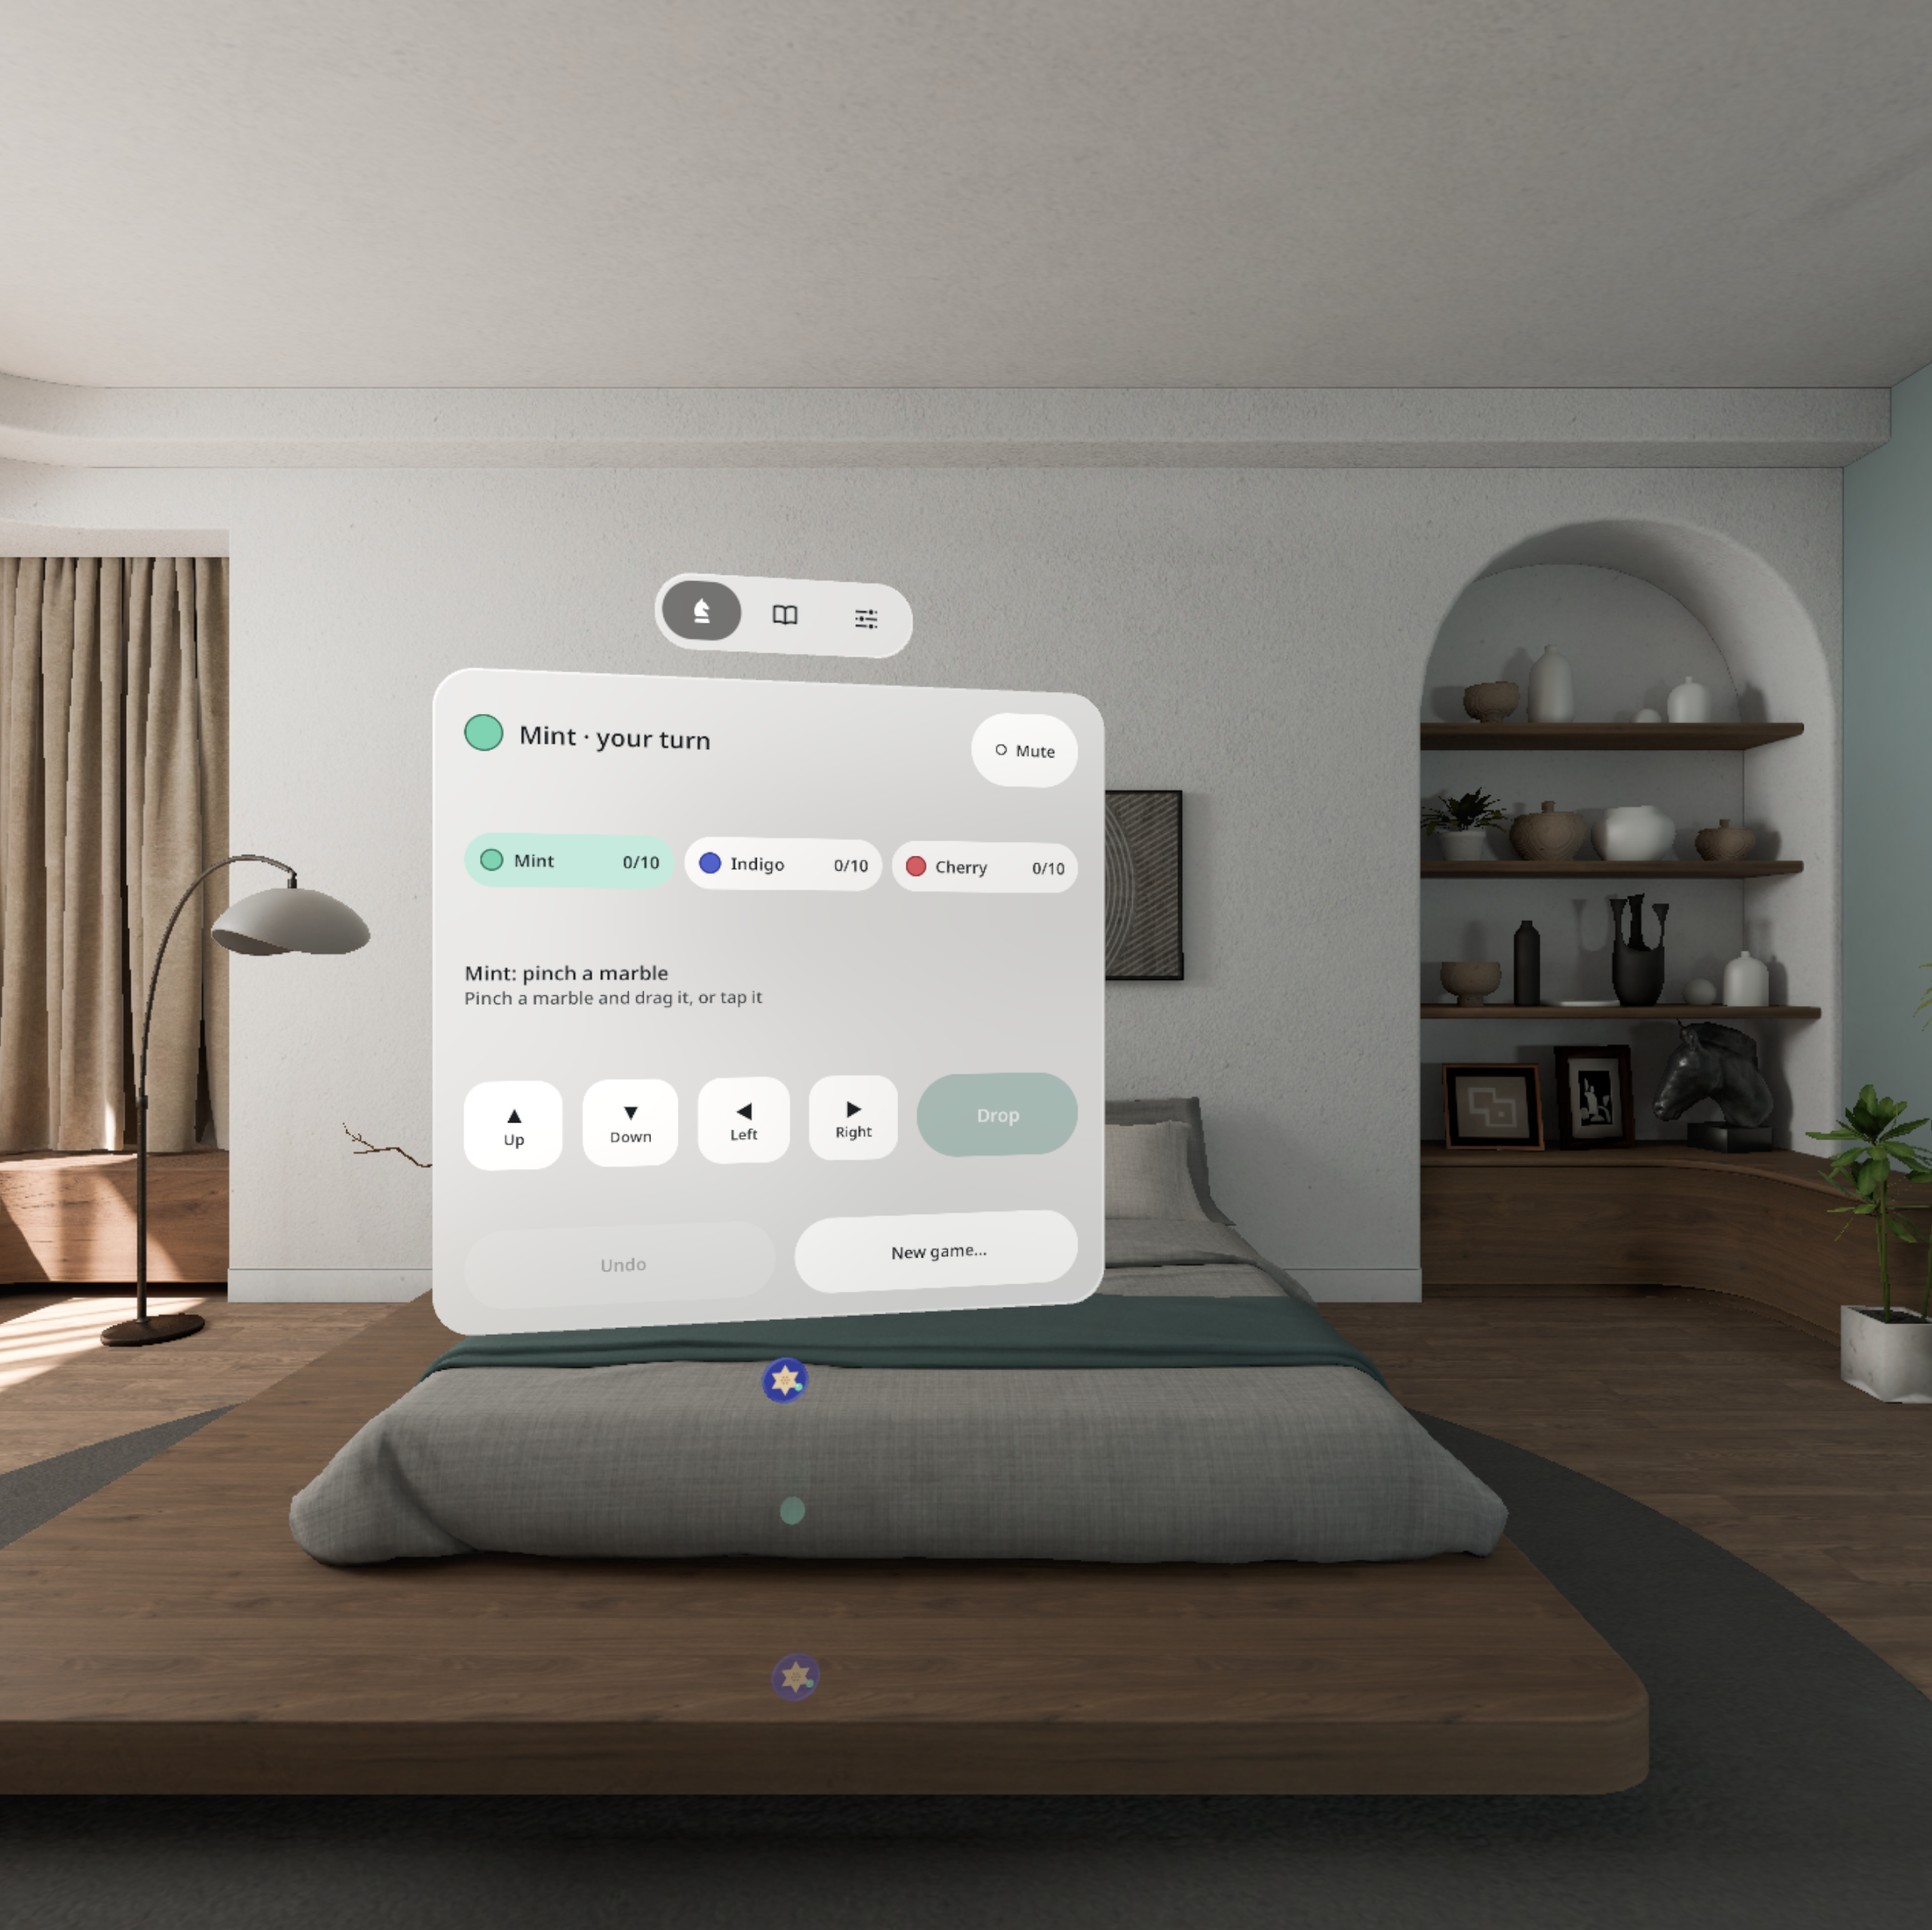 Mint · your turn
Mute
Mint 0/10
Indigo 0/10
Cherry 0/10
Mint: pinch a marble
Pinch a marble and drag it, or tap it
Up
Down
Left
Right
Drop
Undo
New game...